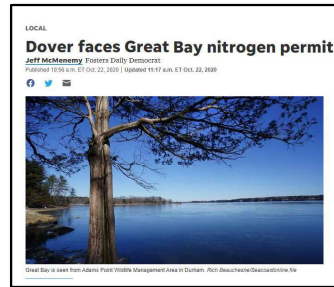 LOCAL
Dover faces Great Bay nitrogen permit
Jeff McMenemy Fosters Daily Democrat
Published 10:56 a.m. ET Oct. 22, 2020 | Updated 11:17 a.m. ET Oct. 22, 2020
Great Bay is seen from Adams Point Wildlife Management Area in Durham. Rich Beauchesne/Seacoastonline, file